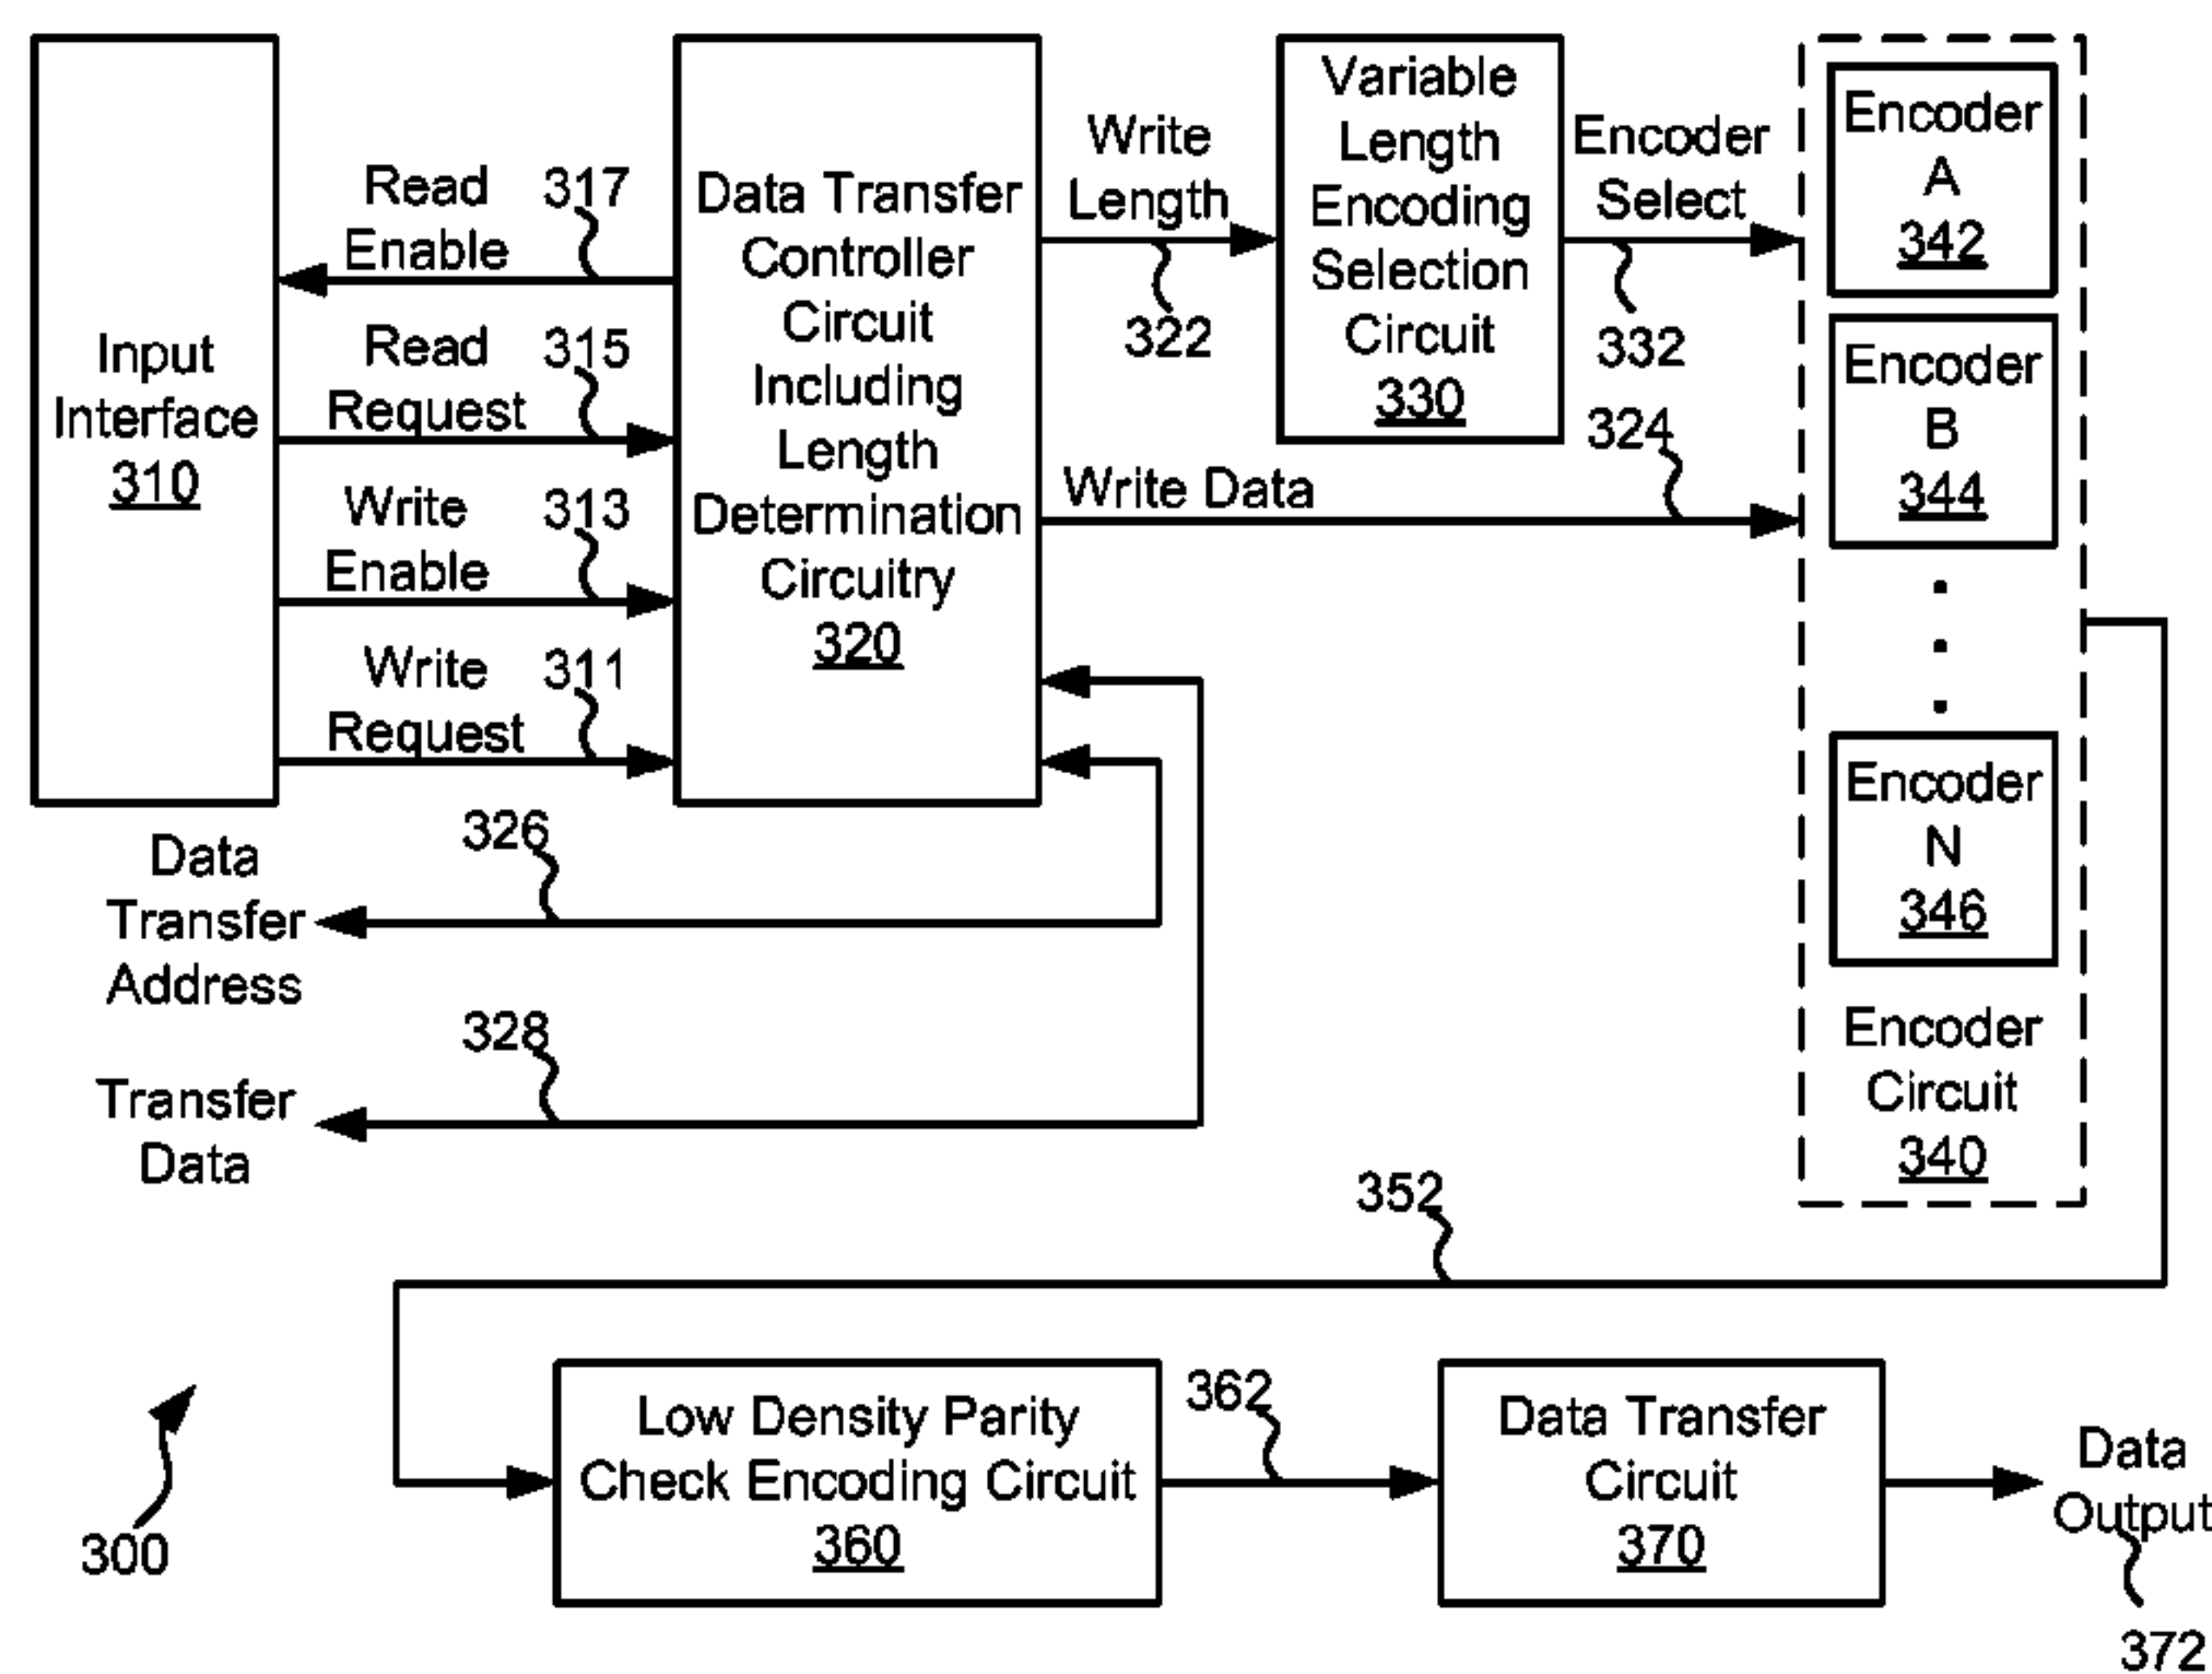 Input
Interface
310
Read
Enable
317
Read
Request
315
Write
Enable
313
Write
Request
311
Data Transfer
Controller
Circuit
Including
Length
Determination
Circuitry
320
Write
Length
322
Variable
Length
Encoding
Selection
Circuit
330
Encoder
Select
332
Write Data
324
Encoder
A
342
Encoder
B
344
Encoder
N
346
Encoder
Circuit
340
Data
Transfer
Address
326
Transfer
Data
328
352
300
Low Density Parity
Check Encoding Circuit
360
362
Data Transfer
Circuit
370
Data
Output
372